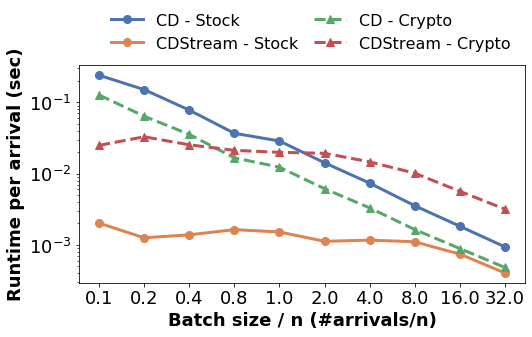 CD - Stock
CD - Crypto
CDStream - Stock
CDStream - Crypto
Runtime per arrival (sec)
10⁻¹
10⁻²
10⁻³
0.1 0.2 0.4 0.8 1.0 2.0 4.0 8.0 16.0 32.0
Batch size / n (#arrivals/n)